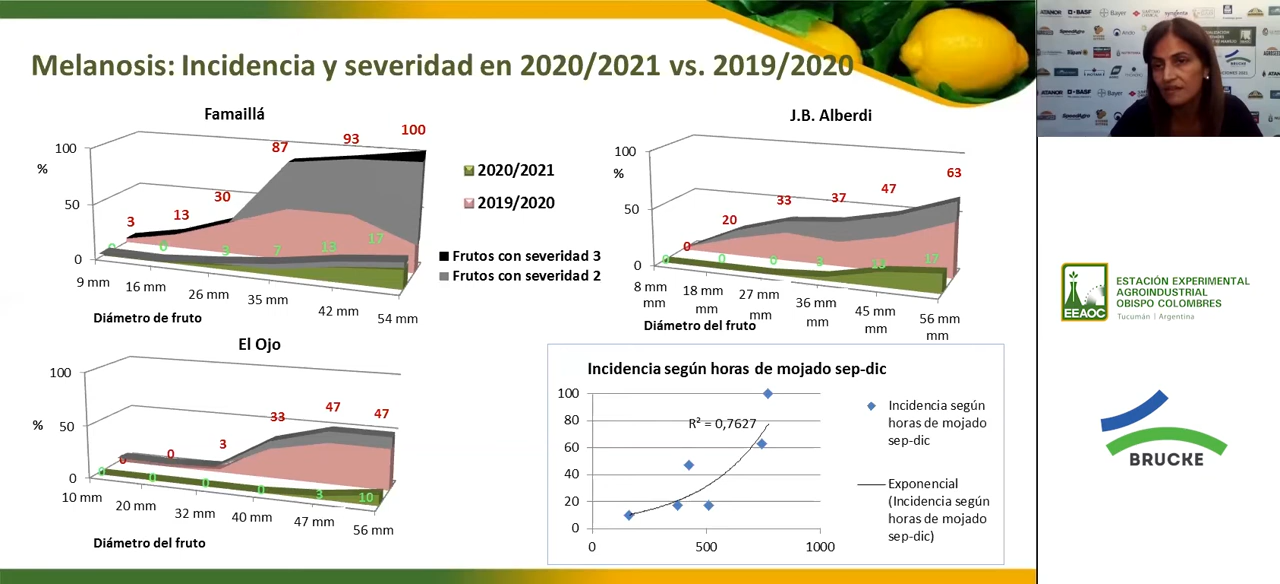 Melanosis: Incidencia y severidad en 2020/2021 vs. 2019/2020
Famaillá
100
%
50
0
3
13
30
87
93
100
0
0
3
7
13
17
9 mm
16 mm
26 mm
35 mm
42 mm
54 mm
Diámetro de fruto
2020/2021
2019/2020
Frutos con severidad 3
Frutos con severidad 2
J.B. Alberdi
100
%
50
0
0
20
33
37
47
63
0
0
0
3
13
17
8 mm
mm
18 mm
mm
27 mm
mm
36 mm
mm
45 mm
mm
56 mm
mm
Diámetro del fruto
El Ojo
100
%
50
0
0
0
3
33
47
47
0
0
0
0
3
10
10 mm
20 mm
32 mm
40 mm
47 mm
56 mm
Diámetro del fruto
Incidencia según horas de mojado sep-dic
100
80
60
40
20
0
0
500
1000
R² = 0,7627
Incidencia según
horas de mojado
sep-dic
Exponencial
(Incidencia según
horas de mojado
sep-dic)
ATANOR
BASF
Bayer
syngenta
SpeedAgro
BRUCKE
EEAOC
ESTACIÓN EXPERIMENTAL
AGROINDUSTRIAL
OBISPO COLOMBRES
Tucumán | Argentina
BRUCKE